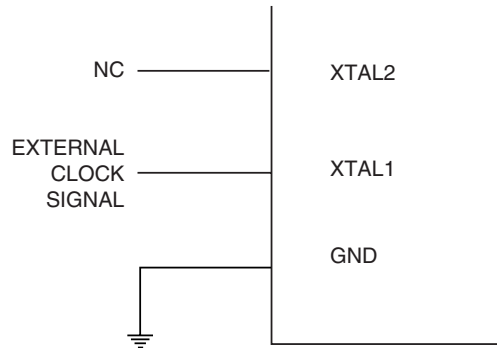 NC
XTAL2
EXTERNAL
CLOCK
SIGNAL
XTAL1
GND